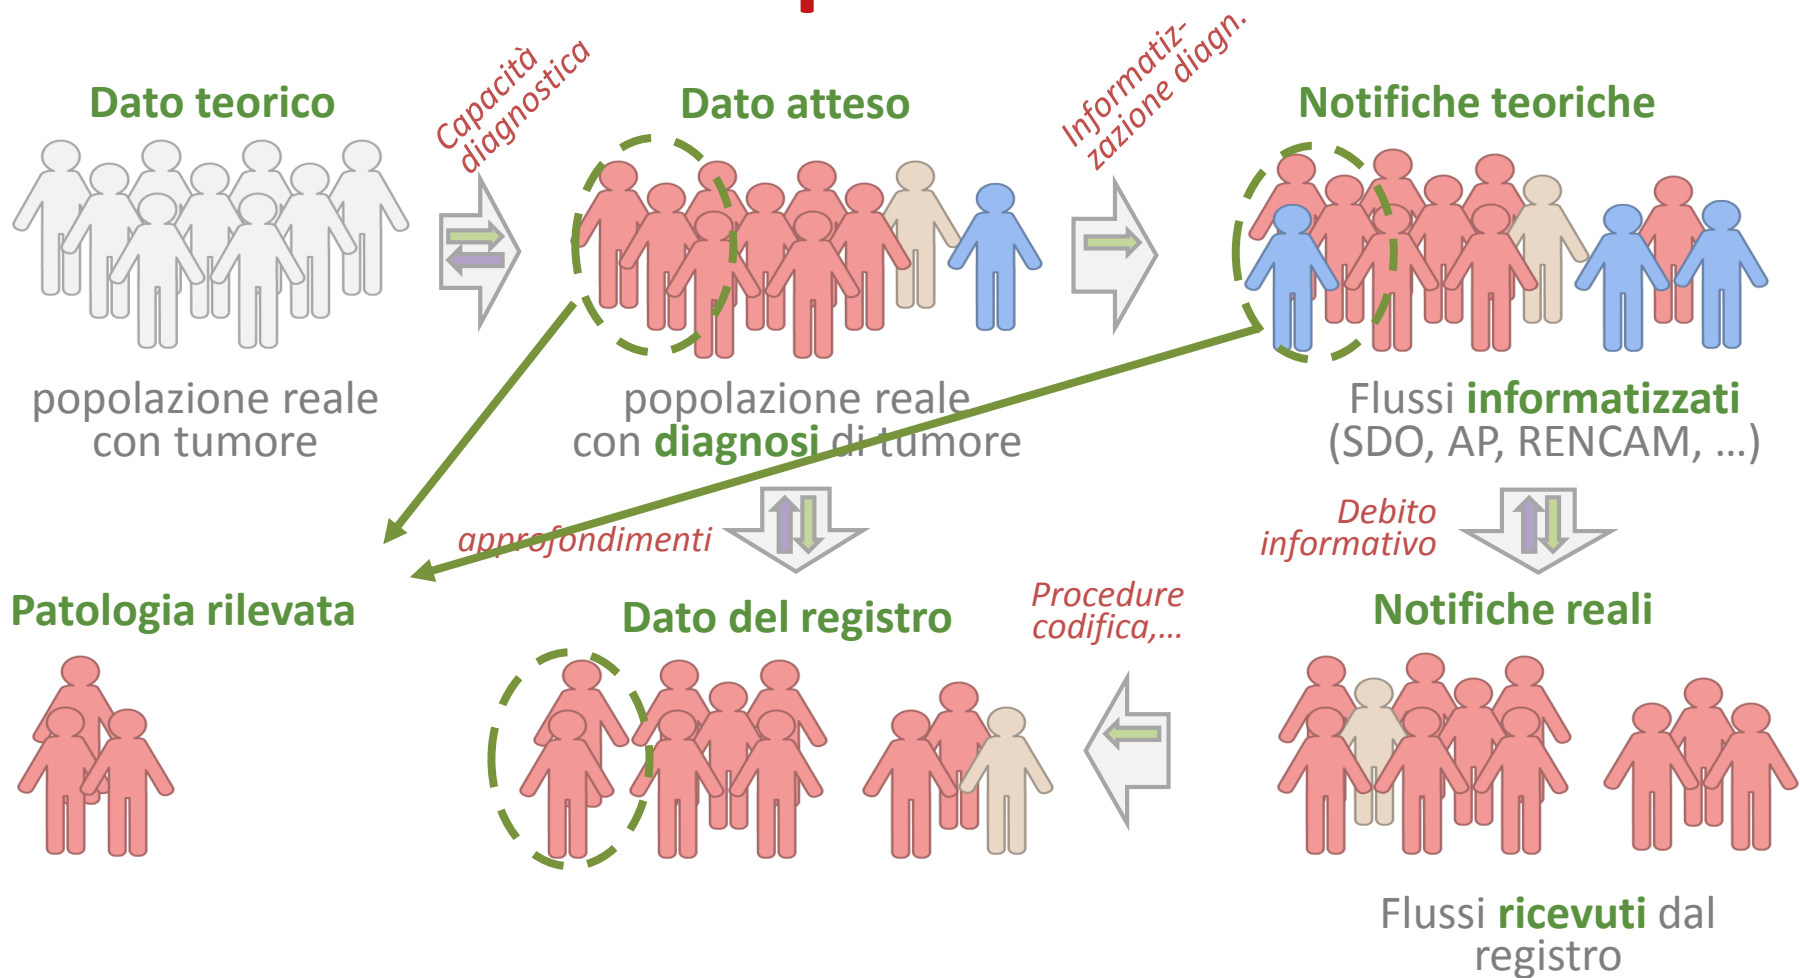 Dato teorico
Capacità
diagnostica
Dato atteso
Informatiz-
zazione diagn.
Notifiche teoriche
popolazione reale
con tumore
popolazione reale
con diagnosi di tumore
Flussi informatizzati
(SDO, AP, RENCAM, ...)
approfondimenti
Debito
informativo
Patologia rilevata
Dato del registro
Procedure
codifica,...
Notifiche reali
Flussi ricevuti dal
registro